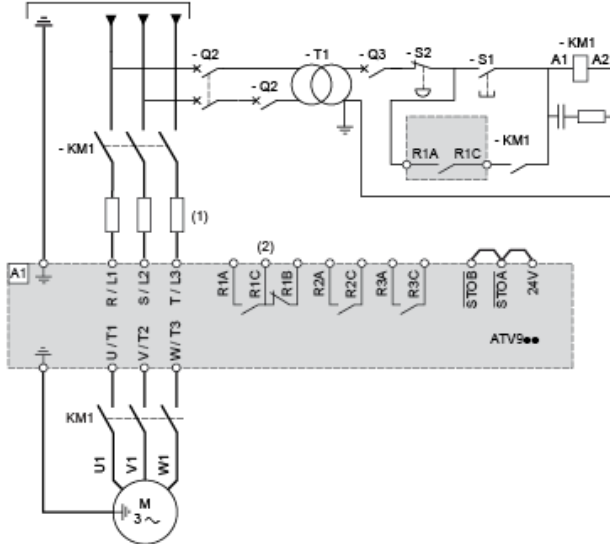 - Q2
- T1
- Q3
- S2
- S1
- KM1
A1
A2
- Q2
- KM1
R1A
R1C
- KM1
(1)
(2)
A1
R / L1
S / L2
T / L3
R1A
R1C
R1B
R2A
R2C
R3A
R3C
STOB
STOA
24V
U / T1
V / T2
W / T3
ATV9●●
KM1
U1
V1
W1
M
3 ~